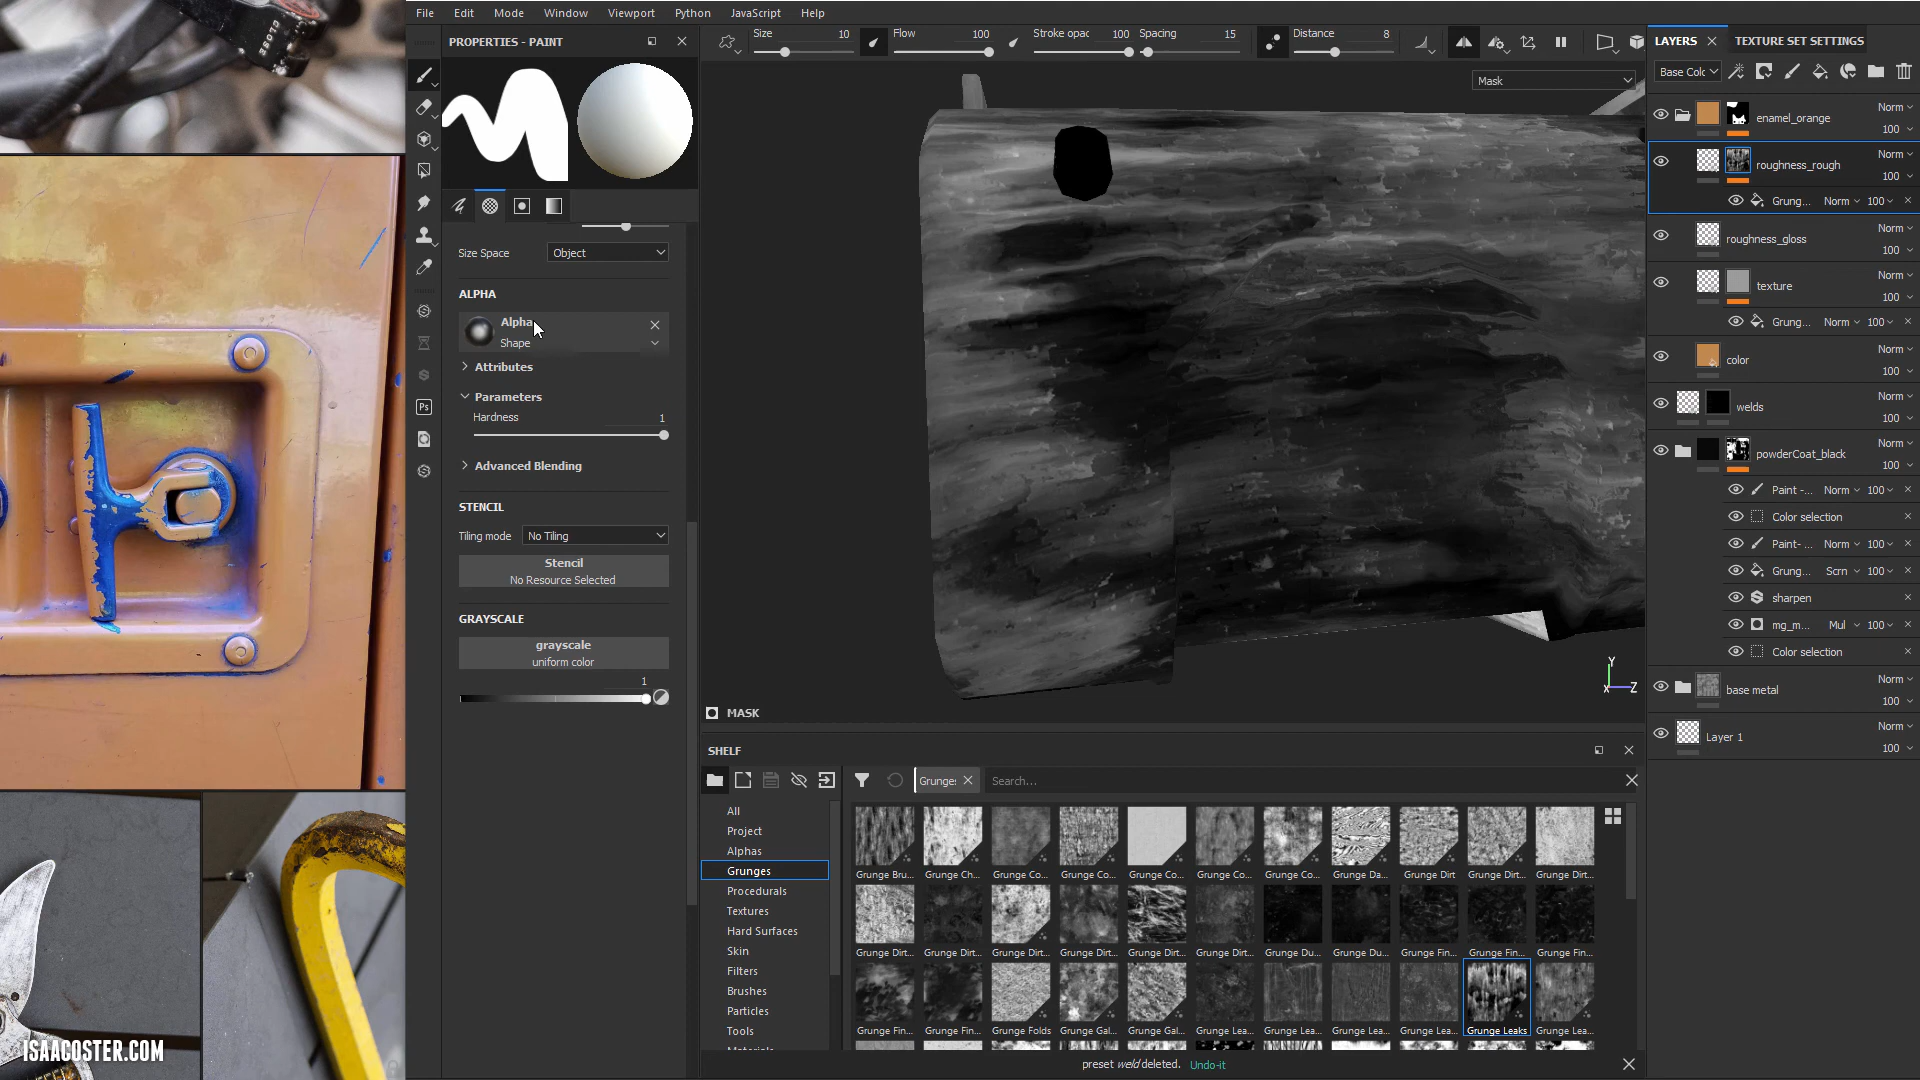 File Edit Mode Window Viewport Python JavaScript Help
PROPERTIES - PAINT
Size 10 Flow 100 Stroke opac 100 Spacing 15 Distance 8
LAYERS TEXTURE SET SETTINGS
Base Colc
Mask
enamel_orange Norm 100
roughness_rough Norm 100
Grung... Norm 100
roughness_gloss Norm 100
texture Norm 100
Grung... Norm 100
color Norm 100
welds Norm 100
powderCoat_black Norm 100
Paint -... Norm 100
Color selection
Paint- ... Norm 100
Grung... Scrn 100
sharpen
mg_m... Mul 100
Color selection
base metal Norm 100
Layer 1 Norm 100
Size Space Object
ALPHA
Alpha
Shape
Attributes
Parameters
Hardness 1
Advanced Blending
STENCIL
Tiling mode No Tiling
Stencil
No Resource Selected
GRAYSCALE
grayscale
uniform color
1
Y
X Z
MASK
SHELF
Grunges Search...
All
Project
Alphas
Grunges
Procedurals
Textures
Hard Surfaces
Skin
Filters
Brushes
Particles
Tools
Grunge Bru... Grunge Ch... Grunge Co... Grunge Co... Grunge Co... Grunge Co... Grunge Co... Grunge Da... Grunge Dirt Grunge Dirt... Grunge Dirt...
Grunge Dirt... Grunge Dirt... Grunge Dirt... Grunge Dirt... Grunge Dirt... Grunge Dirt... Grunge Du... Grunge Du... Grunge Fin... Grunge Fin... Grunge Fin...
Grunge Fin... Grunge Fin... Grunge Folds Grunge Gal... Grunge Gal... Grunge Lea... Grunge Lea... Grunge Lea... Grunge Lea... Grunge Leaks Grunge Lea...
preset weld deleted. Undo-it
Ps
CLOSE
ISAACOSTER.COM